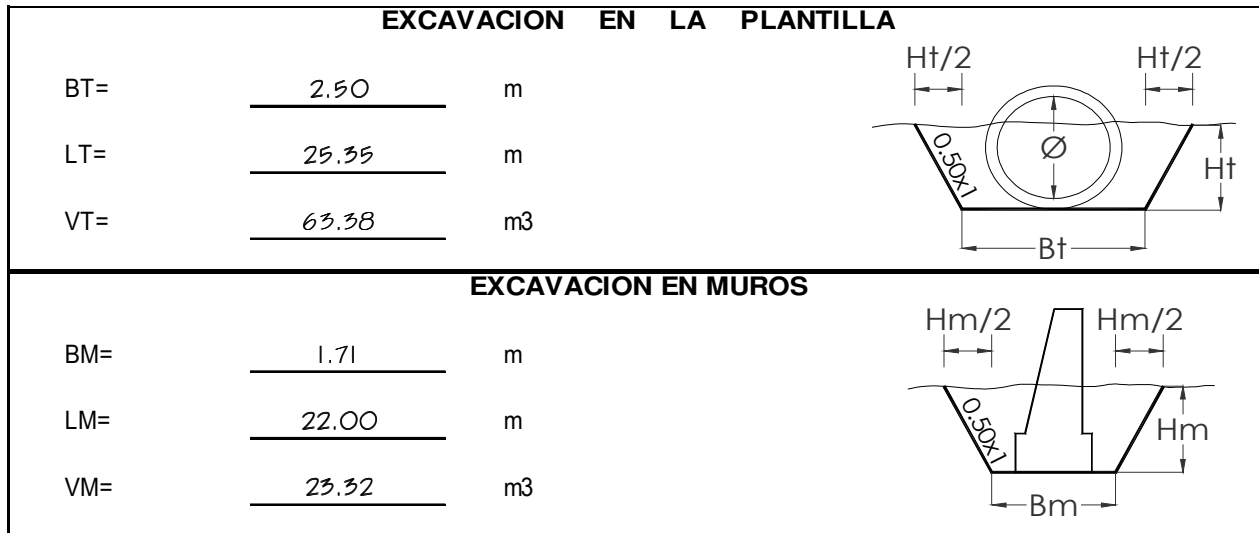 EXCAVACION EN LA PLANTILLA
BT= 2.50 m
LT= 25.35 m
VT= 63.38 m3
Ht/2 Ht/2
0.50x1
Ø
Ht
Bt
EXCAVACION EN MUROS
BM= 1.71 m
LM= 22.00 m
VM= 23.32 m3
Hm/2 Hm/2
0.50x1
Hm
Bm